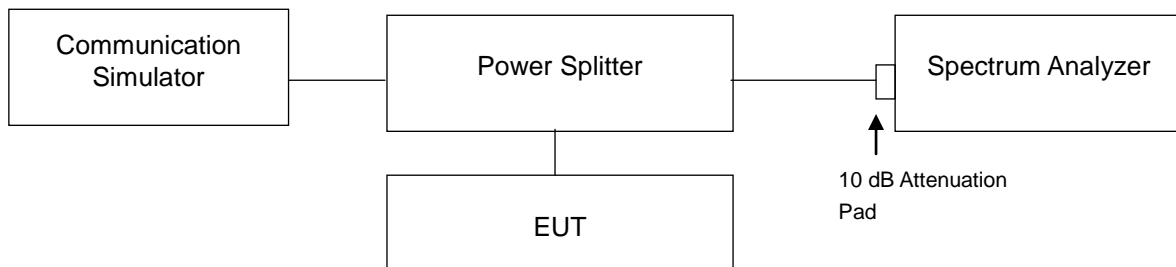 Communication
Simulator
Power Splitter
Spectrum Analyzer
10 dB Attenuation
Pad
EUT